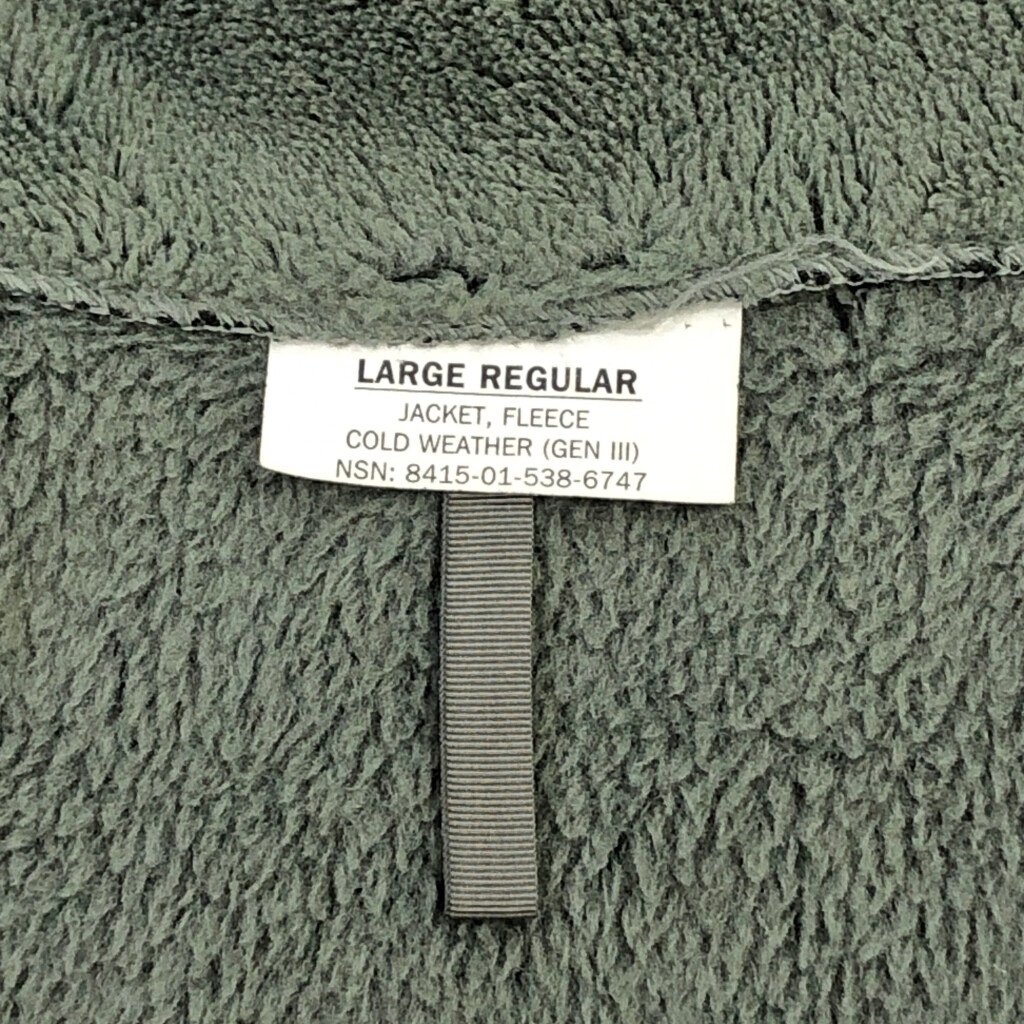 LARGE REGULAR
JACKET, FLEECE
COLD WEATHER (GEN III)
NSN: 8415-01-538-6747